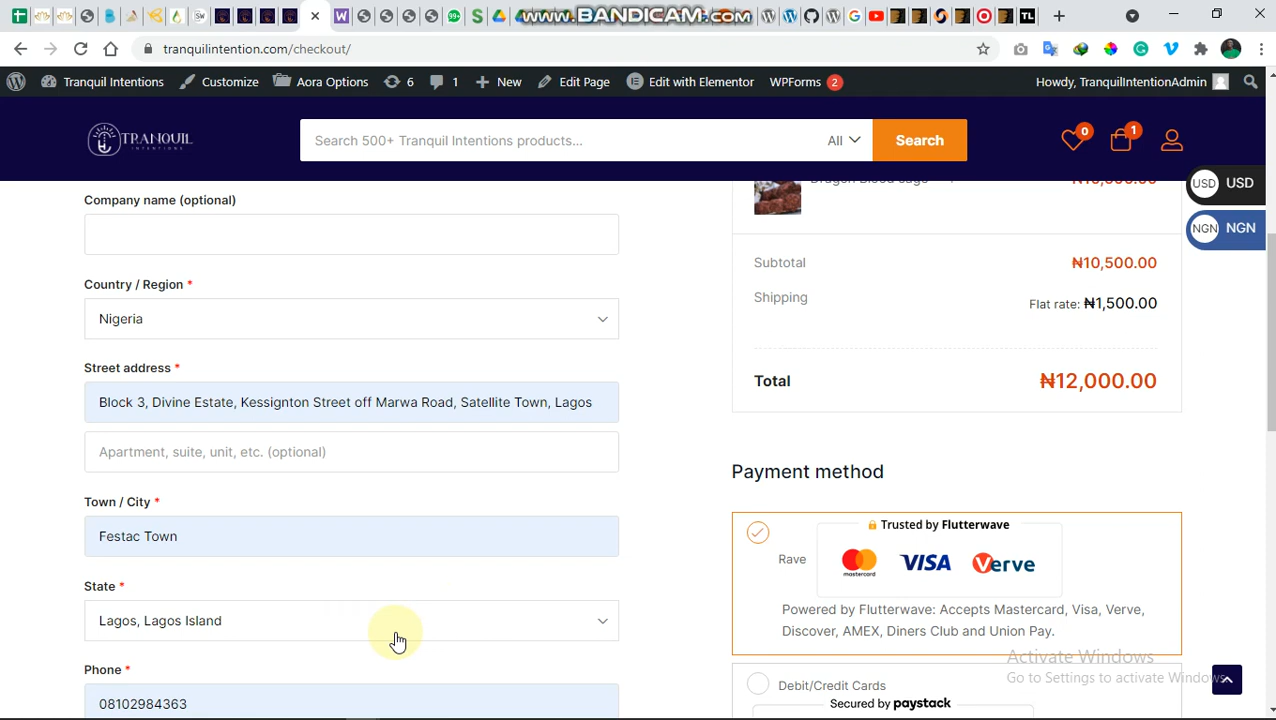 www.BANDICAM.com
99+
TL
tranquilintention.com/checkout/
Tranquil Intentions
Customize
Aora Options
6
1
New
Edit Page
Edit with Elementor
WPForms 2
Howdy, TranquilIntentionAdmin
TRANQUIL
INTENTIONS
Search 500+ Tranquil Intentions products...
All
Search
0
1
USD USD
NGN NGN
Company name (optional)
Country / Region *
Nigeria
Street address *
Block 3, Divine Estate, Kessignton Street off Marwa Road, Satellite Town, Lagos
Apartment, suite, unit, etc. (optional)
Town / City *
Festac Town
State *
Lagos, Lagos Island
Phone *
08102984363
Subtotal
₦10,500.00
Shipping
Flat rate: ₦1,500.00
Total
₦12,000.00
Payment method
Trusted by Flutterwave
Rave
mastercard
VISA
Verve
Powered by Flutterwave: Accepts Mastercard, Visa, Verve,
Discover, AMEX, Diners Club and Union Pay.
Debit/Credit Cards
Secured by paystack
Activate Windows
Go to Settings to activate Windows.